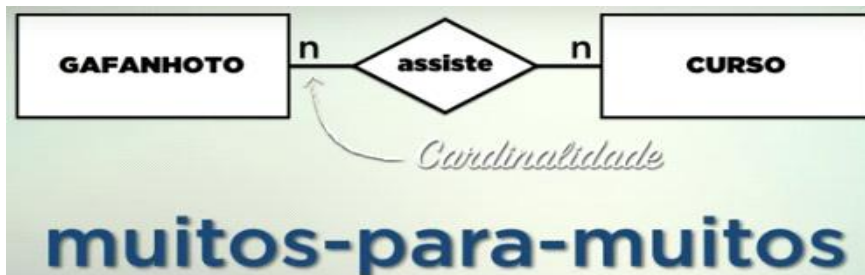 GAFANHOTO n assiste n CURSO
Cardinalidade
muitos-para-muitos